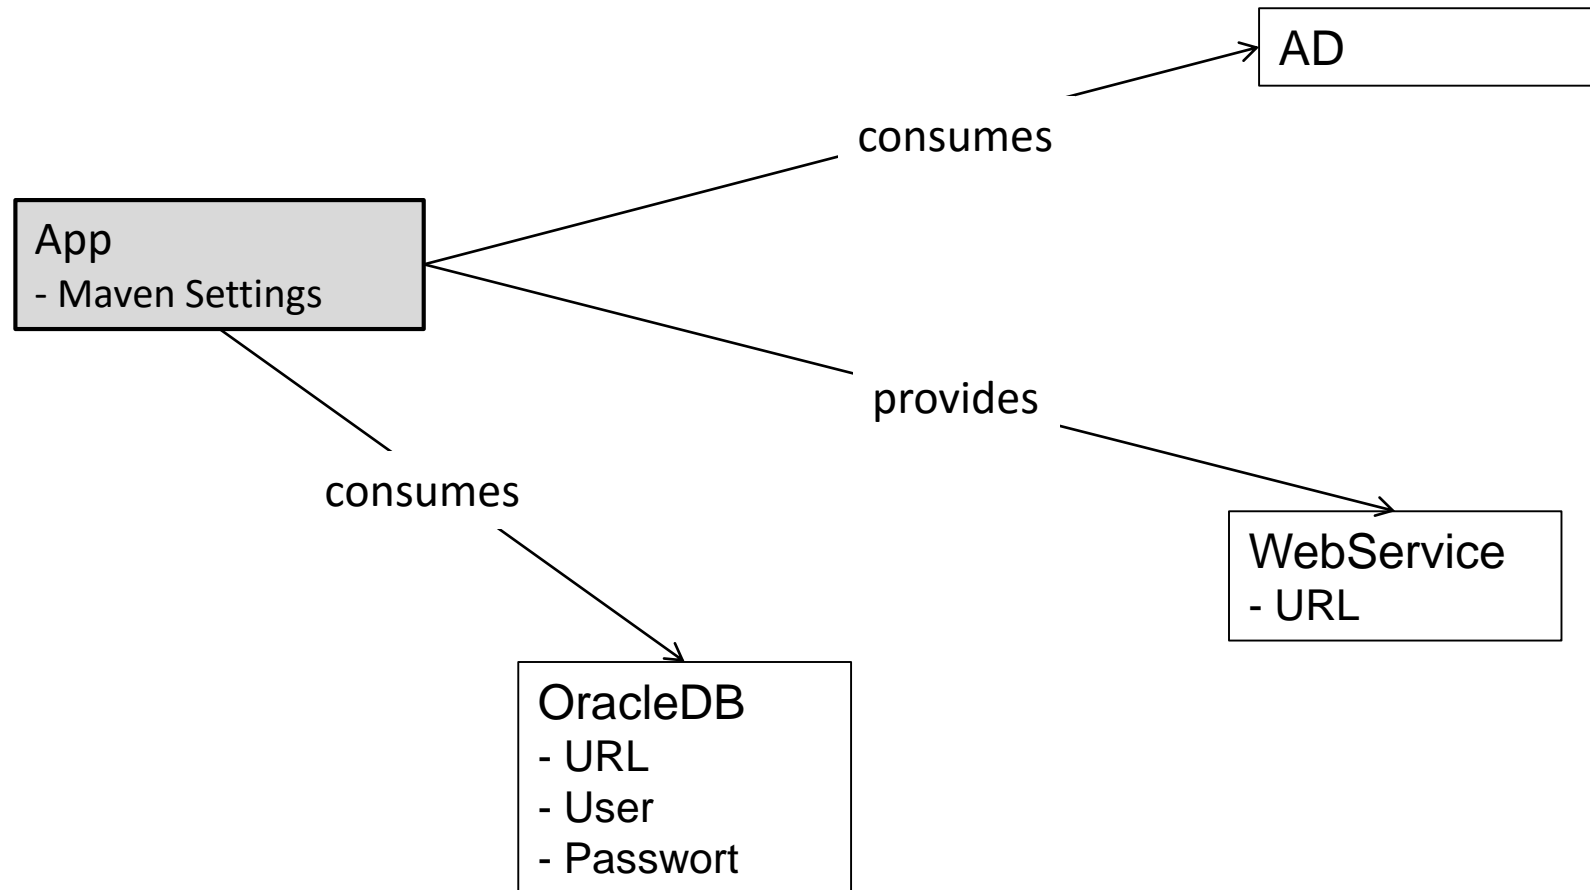 AD
consumes
App
- Maven Settings
provides
consumes
WebService
- URL
OracleDB
- URL
- User
- Passwort